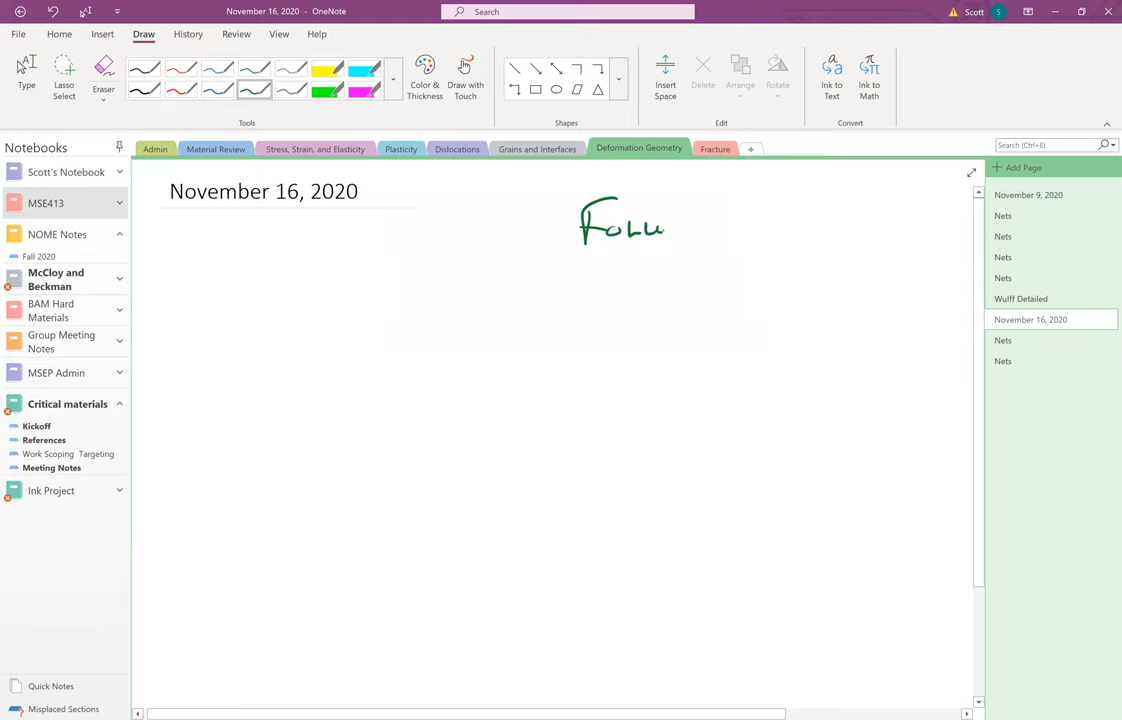 November 16, 2020 - OneNote
Search
Scott
S
File Home Insert Draw History Review View Help
Type
Lasso Select
Eraser
Color & Thickness
Draw with Touch
Insert Space
Delete
Arrange
Rotate
Ink to Text
Ink to Math
Tools Shapes Edit Convert
Notebooks
Admin Material Review Stress, Strain, and Elasticity Plasticity Dislocations Grains and Interfaces Deformation Geometry Fracture
Search (Ctrl+E)
Scott's Notebook
MSE413
NOME Notes
Fall 2020
McCloy and Beckman
BAM Hard Materials
Group Meeting Notes
MSEP Admin
Critical materials
Kickoff
References
Work Scoping Targeting
Meeting Notes
Ink Project
Quick Notes
Misplaced Sections
November 16, 2020
Add Page
November 9, 2020
Nets
Nets
Nets
Nets
Wulff Detailed
November 16, 2020
Nets
Nets